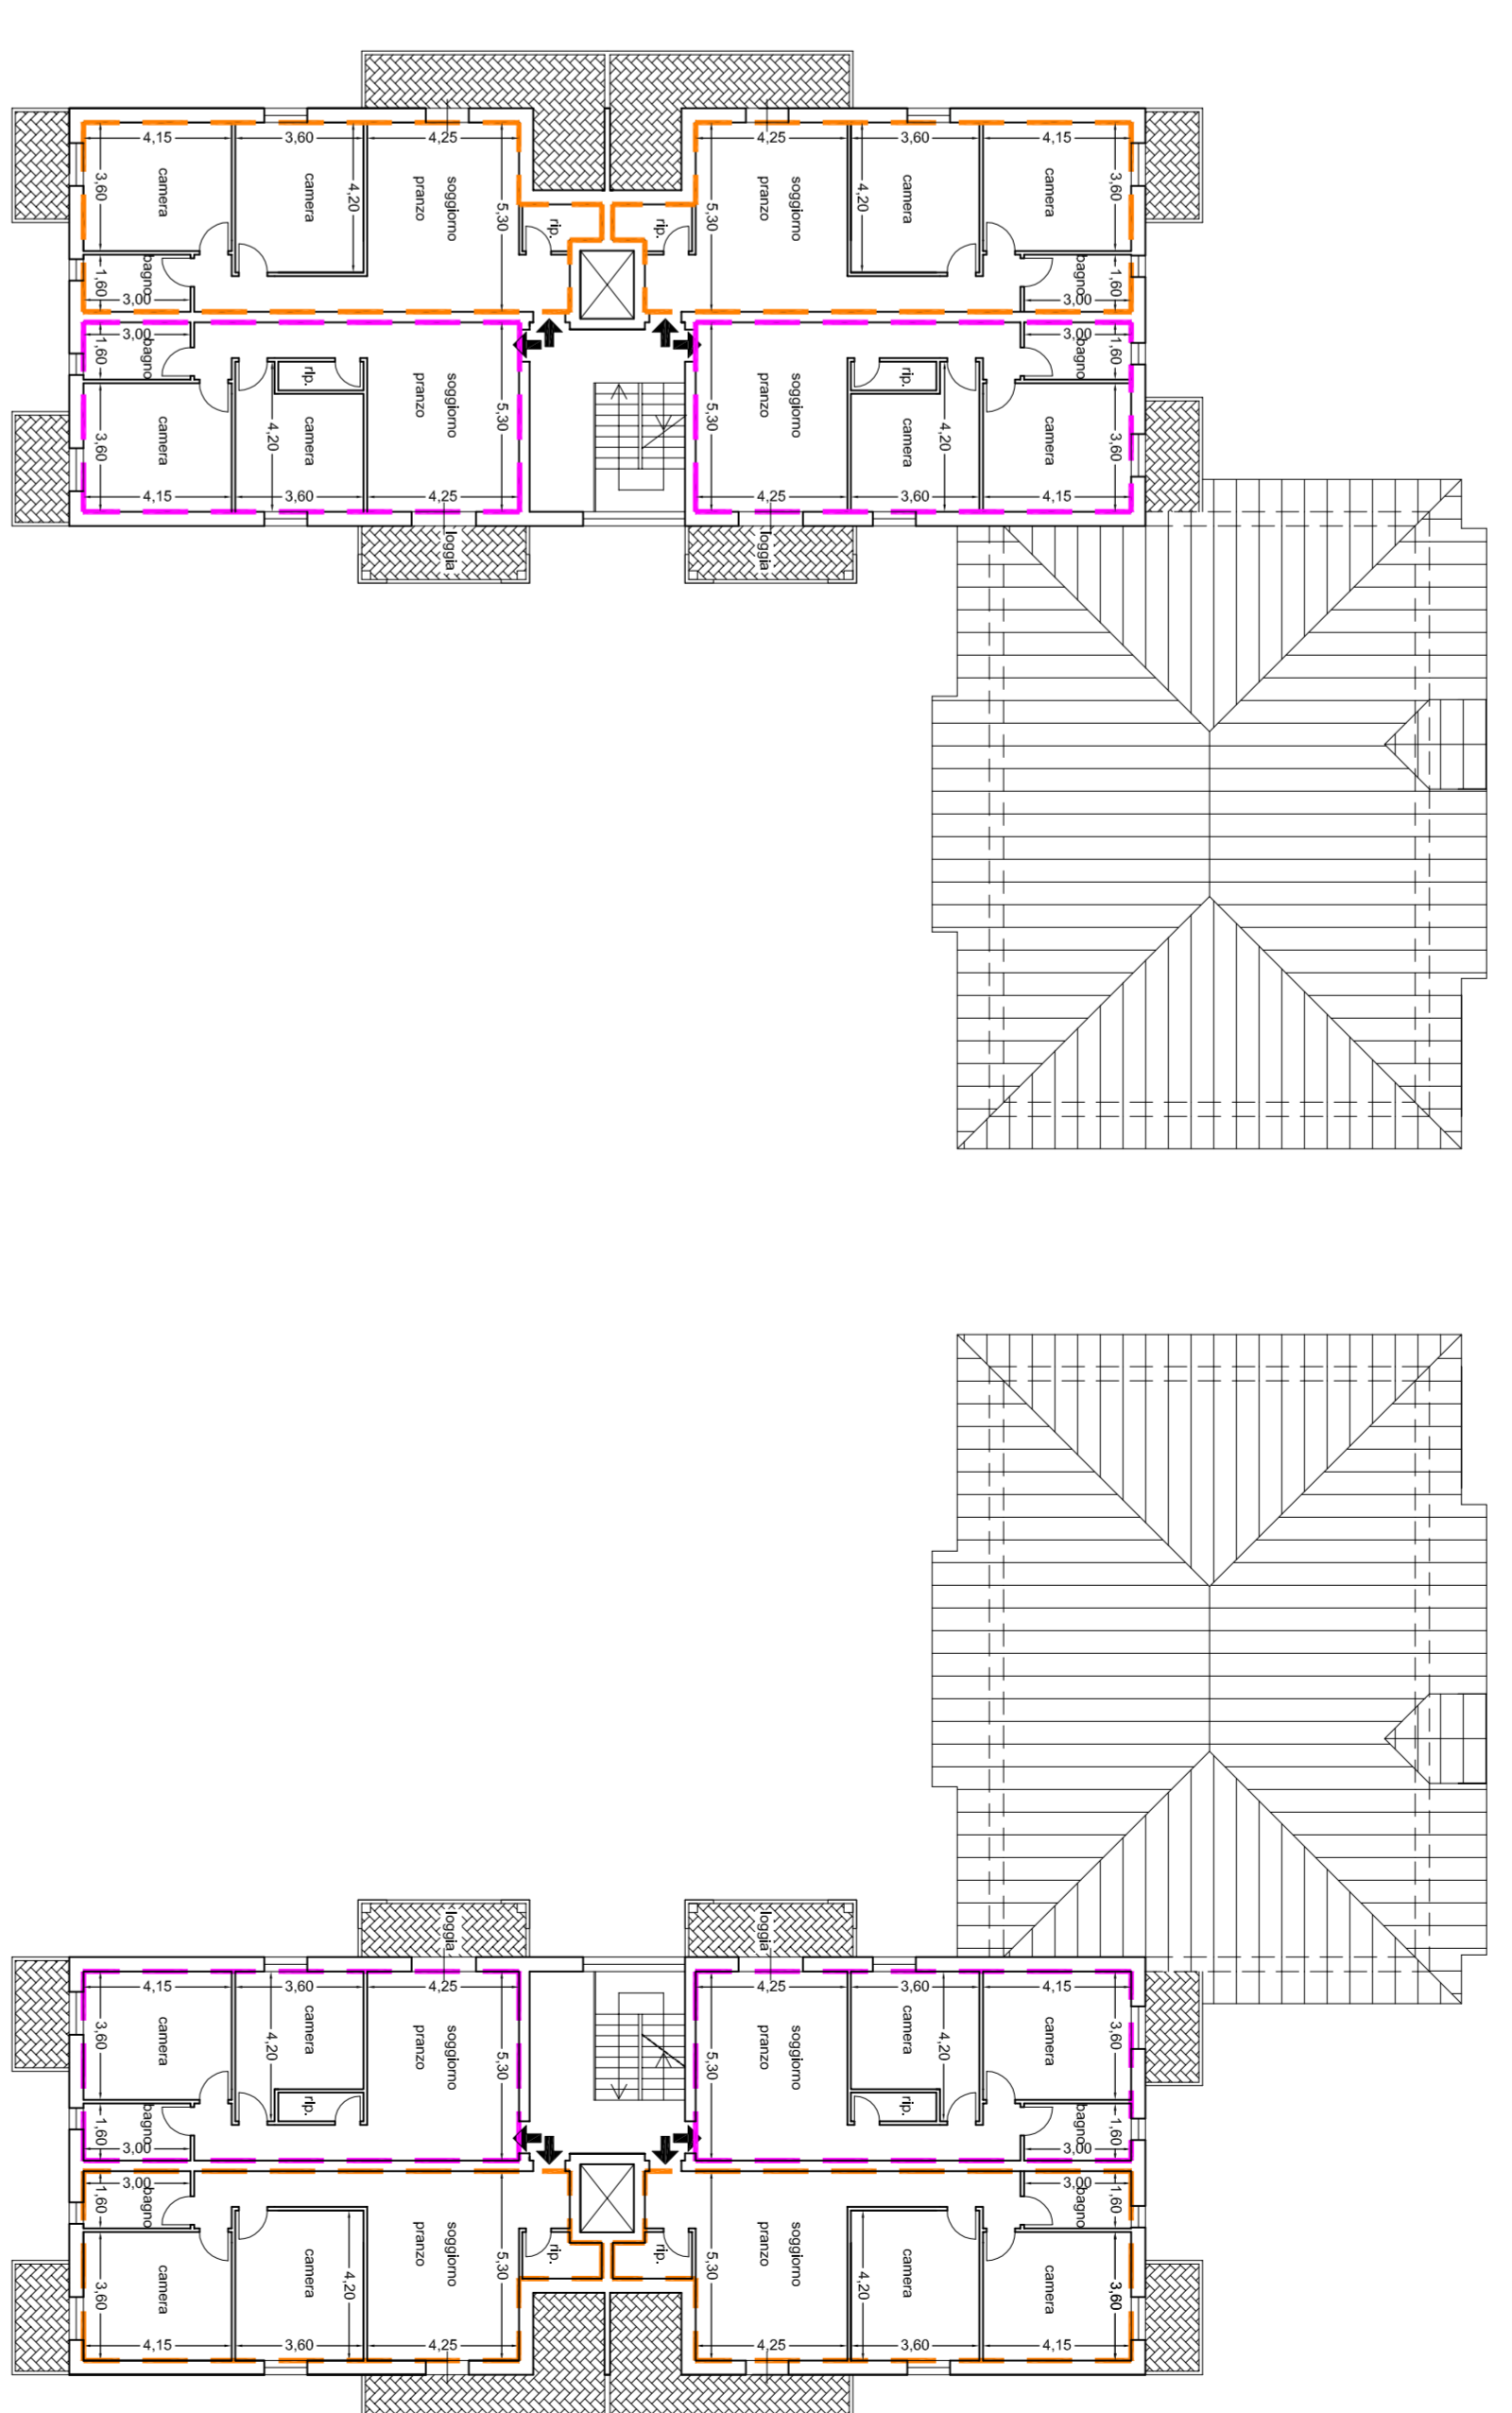 4,15
3,60
4,25
4,25
3,60
4,15
3,60
camera
4,20
camera
pranzo
soggiorno
5,30
rip.
rip.
5,30
pranzo
soggiorno
4,20
camera
camera
3,60
1,60
bagno
3,00
bagno
1,60
3,00
3,00
1,60
bagno
3,00
bagno
1,60
rip.
rip.
3,60
camera
4,20
camera
pranzo
soggiorno
5,30
5,30
pranzo
soggiorno
camera
4,20
camera
3,60
4,15
3,60
4,25
4,25
3,60
4,15
loggia
loggia
loggia
loggia
4,15
3,60
4,25
4,25
3,60
4,15
3,60
camera
4,20
camera
pranzo
soggiorno
5,30
5,30
pranzo
soggiorno
camera
4,20
camera
3,60
rip.
rip.
1,60
bagno
3,00
bagno
1,60
3,00
3,00
1,60
bagno
3,00
bagno
1,60
3,60
camera
camera
4,20
pranzo
soggiorno
5,30
rip.
rip.
5,30
pranzo
soggiorno
4,20
camera
camera
3,60
4,15
3,60
4,25
4,25
3,60
4,15